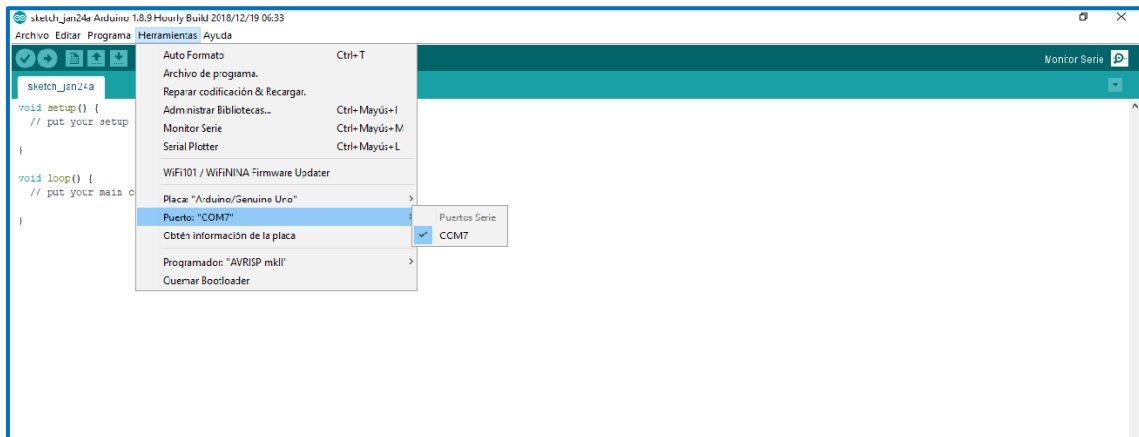 sketch_jan24a Arduino 1.8.9 Hourly Build 2018/12/19 06:33
Archivo Editar Programa Herramientas Ayuda
Monitor Serie
sketch_jan24a
void setup() {
// put your setup
}
void loop() {
// put your main c
}
Auto Formato Ctrl+T
Archivo de programa.
Reparar codificación & Recargar.
Administrar Bibliotecas... Ctrl+Mayús+I
Monitor Serie Ctrl+Mayús+M
Serial Plotter Ctrl+Mayús+L
WiFi101 / WiFiNINA Firmware Updater
Placa: "Arduino/Genuino Uno"
Puerto: "COM7"
Obtén información de la placa
Programador: "AVRISP mkII"
Quemar Bootloader
Puertos Serie
COM7